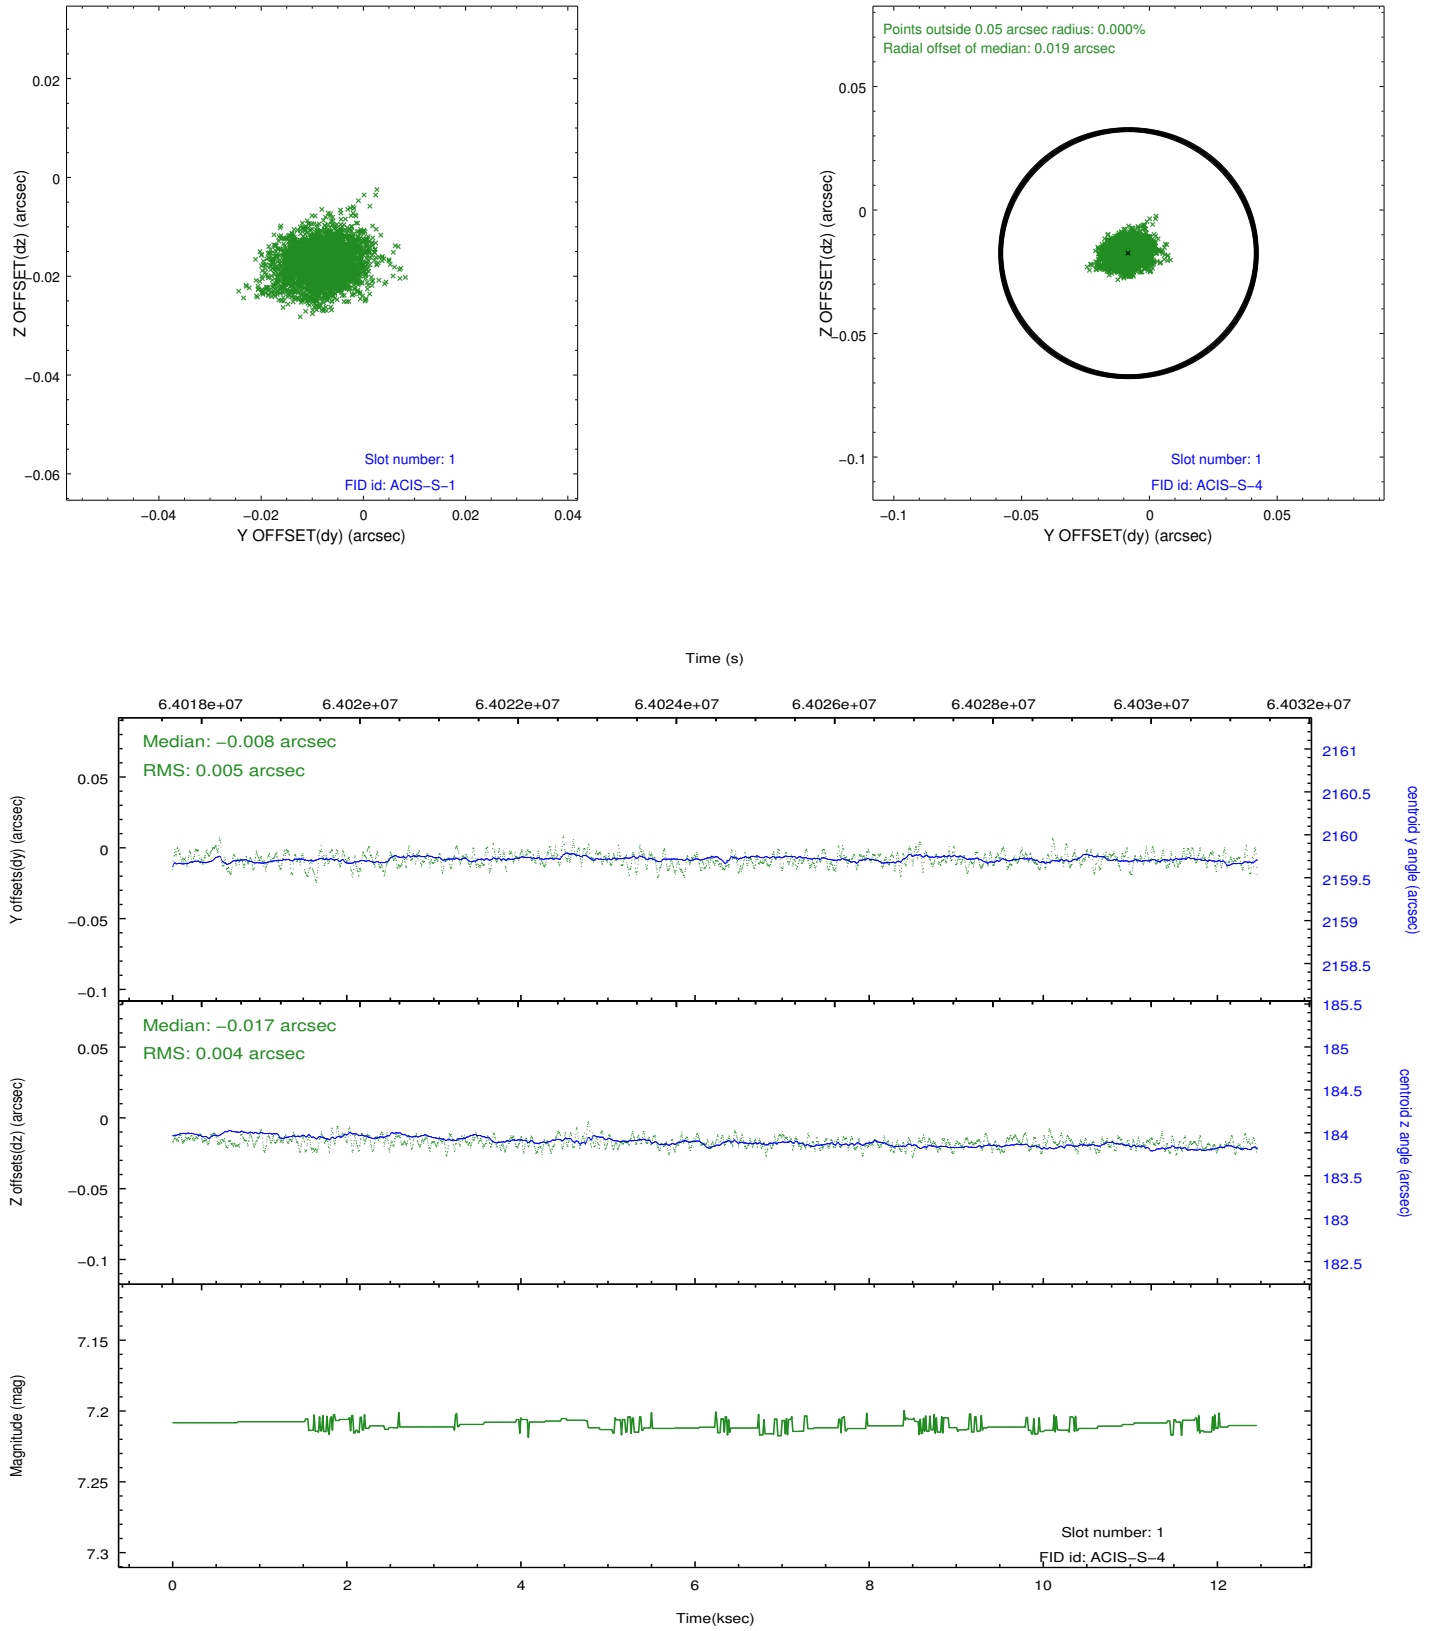 0.02
0
−0.02
−0.04
−0.06
Z OFFSET(dz) (arcsec)
Slot number: 1
FID id: ACIS−S−1
−0.04
−0.02
0
0.02
0.04
Y OFFSET(dy) (arcsec)
Points outside 0.05 arcsec radius: 0.000%
Radial offset of median: 0.019 arcsec
0.05
0
−0.05
−0.1
Z OFFSET(dz) (arcsec)
Slot number: 1
FID id: ACIS−S−4
−0.1
−0.05
0
0.05
Y OFFSET(dy) (arcsec)
Time (s)
6.4018e+07
6.402e+07
6.4022e+07
6.4024e+07
6.4026e+07
6.4028e+07
6.403e+07
6.4032e+07
Median: −0.008 arcsec
RMS: 0.005 arcsec
0.05
0
−0.05
−0.1
Y offsets(dy) (arcsec)
2161
2160.5
2160
2159.5
2159
2158.5
centroid y angle (arcsec)
Median: −0.017 arcsec
RMS: 0.004 arcsec
0.05
0
−0.05
−0.1
Z offsets(dz) (arcsec)
185.5
185
184.5
184
183.5
183
182.5
centroid z angle (arcsec)
7.15
7.2
7.25
7.3
Magnitude (mag)
Slot number: 1
FID id: ACIS−S−4
0
2
4
6
8
10
12
Time(ksec)